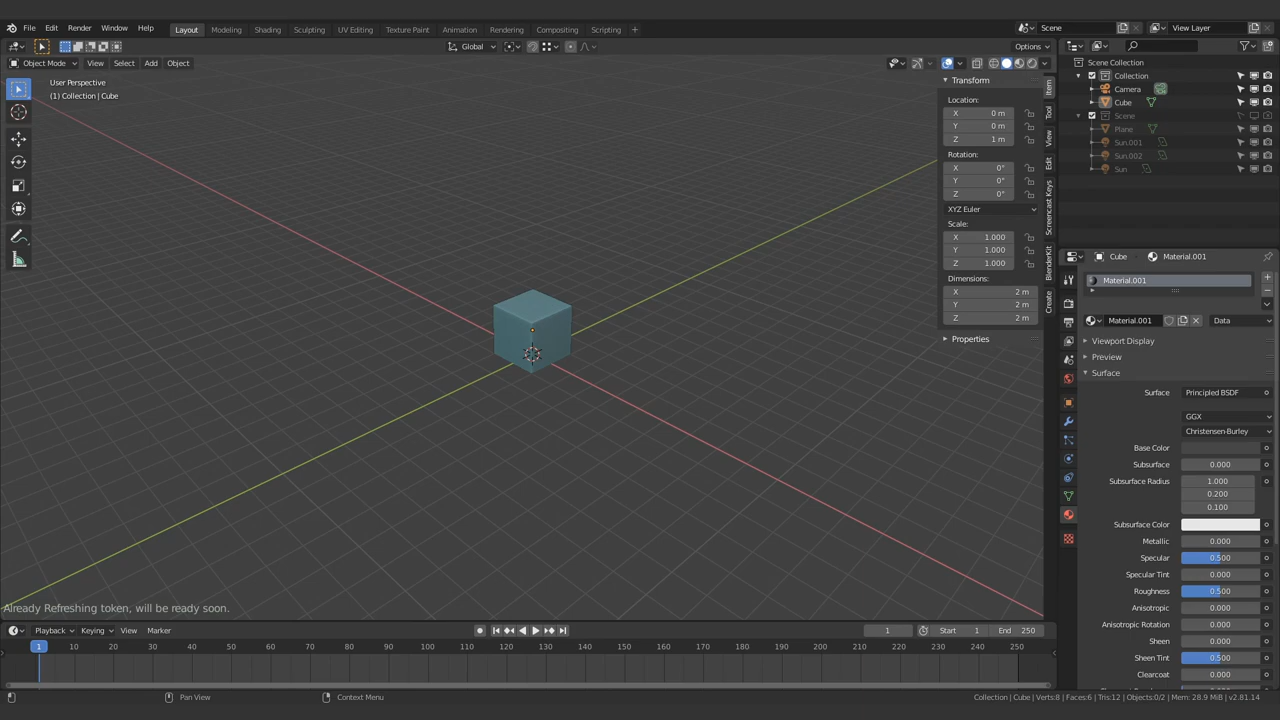 File Edit Render Window Help Layout Modeling Shading Sculpting UV Editing Texture Paint Animation Rendering Compositing Scripting + Scene View Layer
Global Options
Object Mode View Select Add Object
User Perspective
(1) Collection | Cube
Transform
Location:
X 0 m
Y 0 m
Z 1 m
Rotation:
X 0°
Y 0°
Z 0°
XYZ Euler
Scale:
X 1.000
Y 1.000
Z 1.000
Dimensions:
X 2 m
Y 2 m
Z 2 m
Properties
Item
Tool
View
Edit
Screencast Keys
BlenderKit
Create
Scene Collection
Collection
Camera
Cube
Scene
Plane
Sun.001
Sun.002
Sun
Cube Material.001
Material.001
Material.001 Data
Viewport Display
Preview
Surface
Surface Principled BSDF
GGX
Christensen-Burley
Base Color
Subsurface 0.000
Subsurface Radius 1.000
0.200
0.100
Subsurface Color
Metallic 0.000
Specular 0.500
Specular Tint 0.000
Roughness 0.500
Anisotropic 0.000
Anisotropic Rotation 0.000
Sheen 0.000
Sheen Tint 0.500
Clearcoat 0.000
Already Refreshing token, will be ready soon.
Playback Keying View Marker 1 Start 1 End 250
1 10 20 30 40 50 60 70 80 90 100 110 120 130 140 150 160 170 180 190 200 210 220 230 240 250
Pan View Context Menu Collection | Cube | Verts:8 | Faces:6 | Tris:12 | Objects:0/2 | Mem: 28.9 MiB | v2.81.14